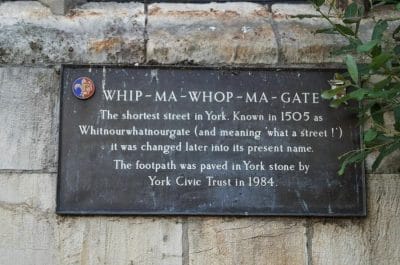 WHIP-MA-WHOP-MA-GATE
The shortest street in York. Known in 1505 as
Whitnourwhatnourgate (and meaning 'what a street!')
it was changed later into its present name.
The footpath was paved in York stone by
York Civic Trust in 1984.